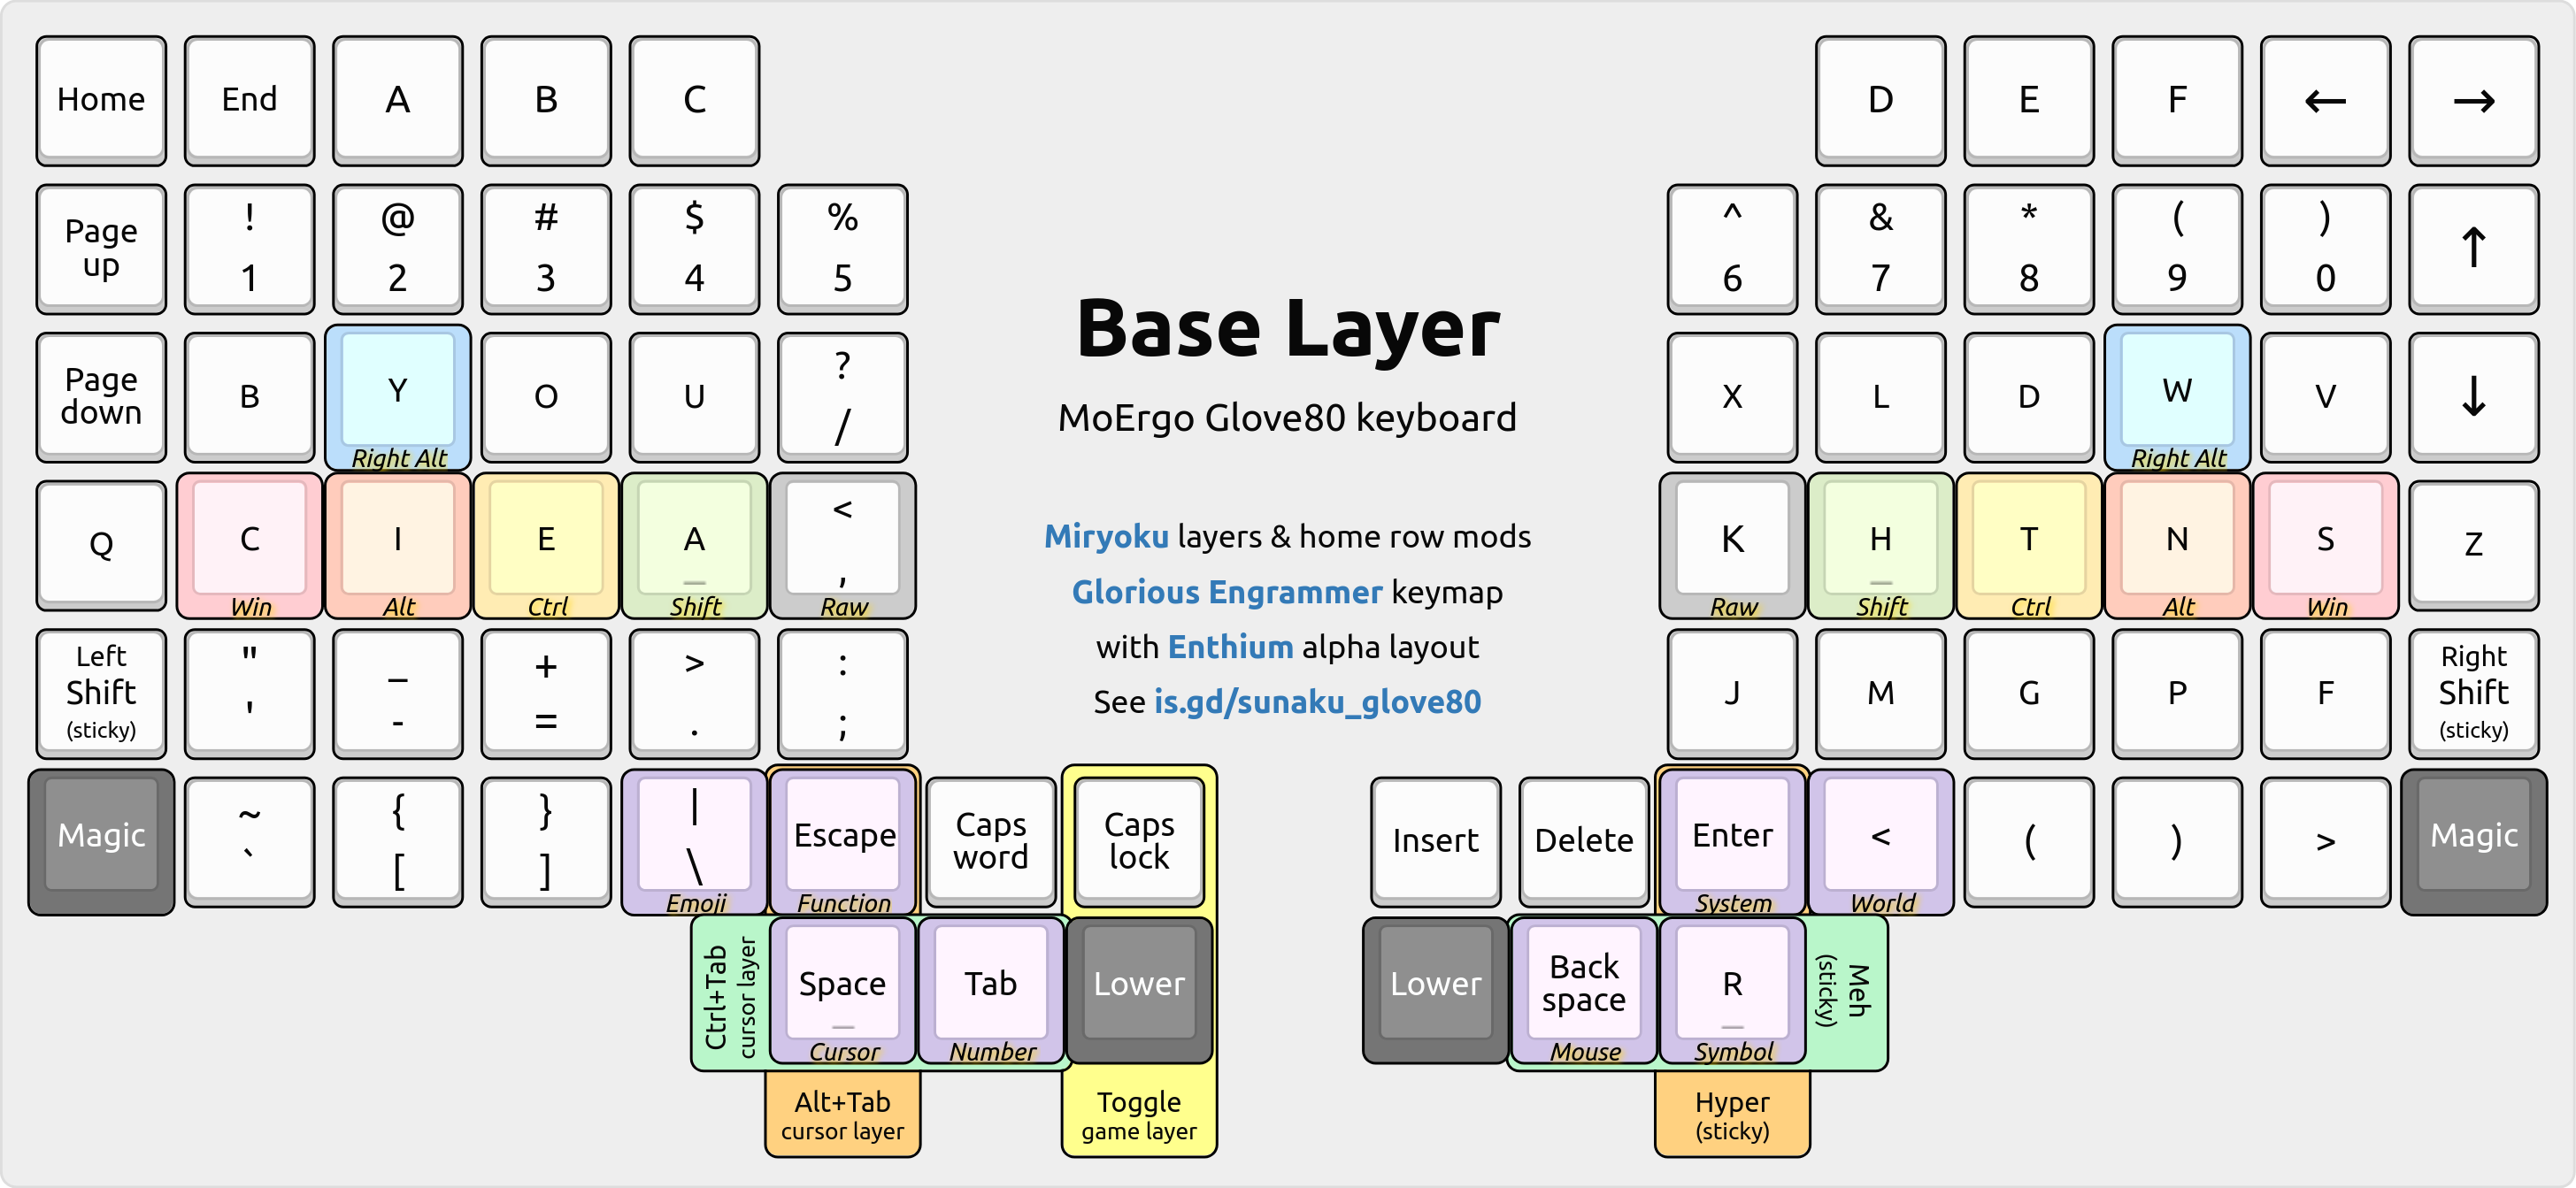 Home End A B C D E F ← →
Page up ! 1 @ 2 # 3 $ 4 % 5 ^ 6 & 7 * 8 ( 9 ) 0 ↑
Base Layer
Page down B Y Right Alt O U ? / X L D W Right Alt V ↓
MoErgo Glove80 keyboard
Q C Win I Alt E Ctrl A _ Shift < , Raw K Raw H _ Shift T Ctrl N Alt S Win Z
Miryoku layers & home row mods
Glorious Engrammer keymap
with Enthium alpha layout
See is.gd/sunaku_glove80
Left Shift (sticky) " ' _ - + = > . : ; J M G P F Right Shift (sticky)
Magic ~ ` { [ } ] | \ Emoji Escape Function Caps word Caps lock Insert Delete Enter System < World ( ) > Magic
Ctrl+Tab cursor layer Space _ Cursor Tab Number Lower Lower Back space Mouse R _ Symbol Meh (sticky)
Alt+Tab cursor layer Toggle game layer Hyper (sticky)